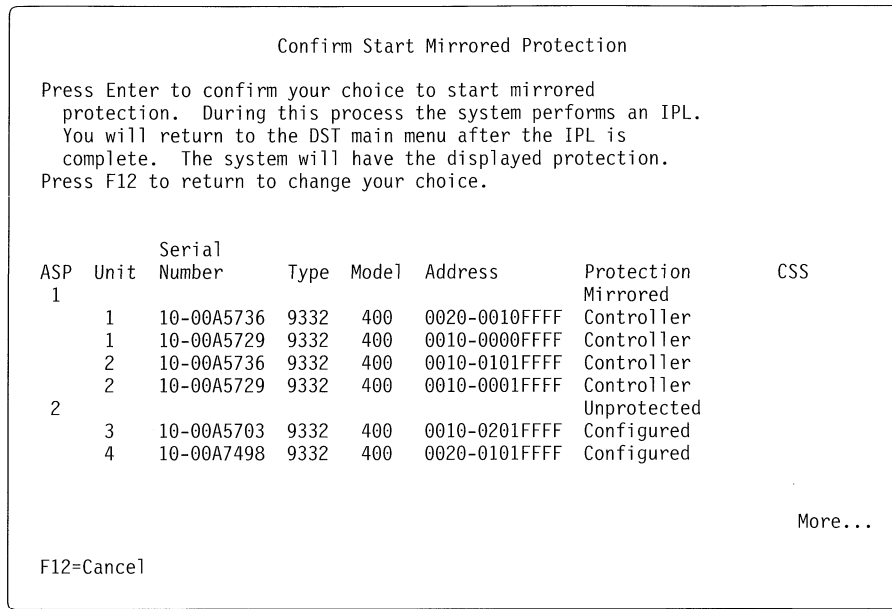 Confirm Start Mirrored Protection
Press Enter to confirm your choice to start mirrored
protection. During this process the system performs an IPL.
You will return to the DST main menu after the IPL is
complete. The system will have the displayed protection.
Press F12 to return to change your choice.
Serial
ASP Unit Number Type Model Address Protection CSS
1 Mirrored
1 10-00A5736 9332 400 0020-0010FFFF Controller
1 10-00A5729 9332 400 0010-0000FFFF Controller
2 10-00A5736 9332 400 0010-0101FFFF Controller
2 10-00A5729 9332 400 0010-0001FFFF Controller
2 Unprotected
3 10-00A5703 9332 400 0010-0201FFFF Configured
4 10-00A7498 9332 400 0020-0101FFFF Configured
More...
F12=Cancel